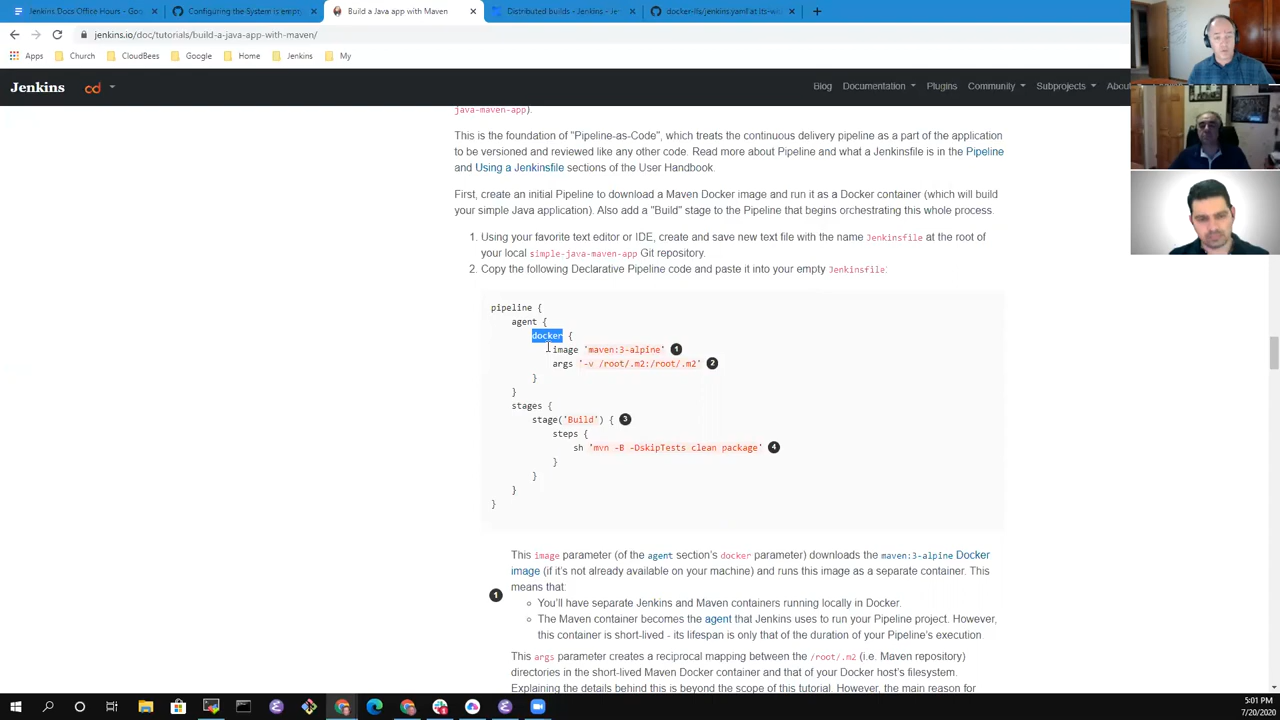 Jenkins Docs Office Hours - Goo
Configuring the System is empr
Build a Java app with Maven
Distributed builds - Jenkins - Je
docker-lfs/jenkins.yaml at lts-wi
jenkins.io/doc/tutorials/build-a-java-app-with-maven/
Apps Church CloudBees Google Home Jenkins My
Jenkins cd Blog Documentation Plugins Community Subprojects About
java-maven-app).
This is the foundation of "Pipeline-as-Code", which treats the continuous delivery pipeline as a part of the application
to be versioned and reviewed like any other code. Read more about Pipeline and what a Jenkinsfile is in the Pipeline
and Using a Jenkinsfile sections of the User Handbook.
First, create an initial Pipeline to download a Maven Docker image and run it as a Docker container (which will build
your simple Java application). Also add a "Build" stage to the Pipeline that begins orchestrating this whole process.
1. Using your favorite text editor or IDE, create and save new text file with the name Jenkinsfile at the root of
your local simple-java-maven-app Git repository.
2. Copy the following Declarative Pipeline code and paste it into your empty Jenkinsfile:
pipeline {
agent {
docker {
image 'maven:3-alpine' 1
args '-v /root/.m2:/root/.m2' 2
}
}
stages {
stage('Build') { 3
steps {
sh 'mvn -B -DskipTests clean package' 4
}
}
}
}
This image parameter (of the agent section's docker parameter) downloads the maven:3-alpine Docker
image (if it's not already available on your machine) and runs this image as a separate container. This
means that:
1
You'll have separate Jenkins and Maven containers running locally in Docker.
The Maven container becomes the agent that Jenkins uses to run your Pipeline project. However,
this container is short-lived - its lifespan is only that of the duration of your Pipeline's execution.
This args parameter creates a reciprocal mapping between the /root/.m2 (i.e. Maven repository)
directories in the short-lived Maven Docker container and that of your Docker host's filesystem.
Explaining the details behind this is beyond the scope of this tutorial. However, the main reason for
5:01 PM
7/20/2020